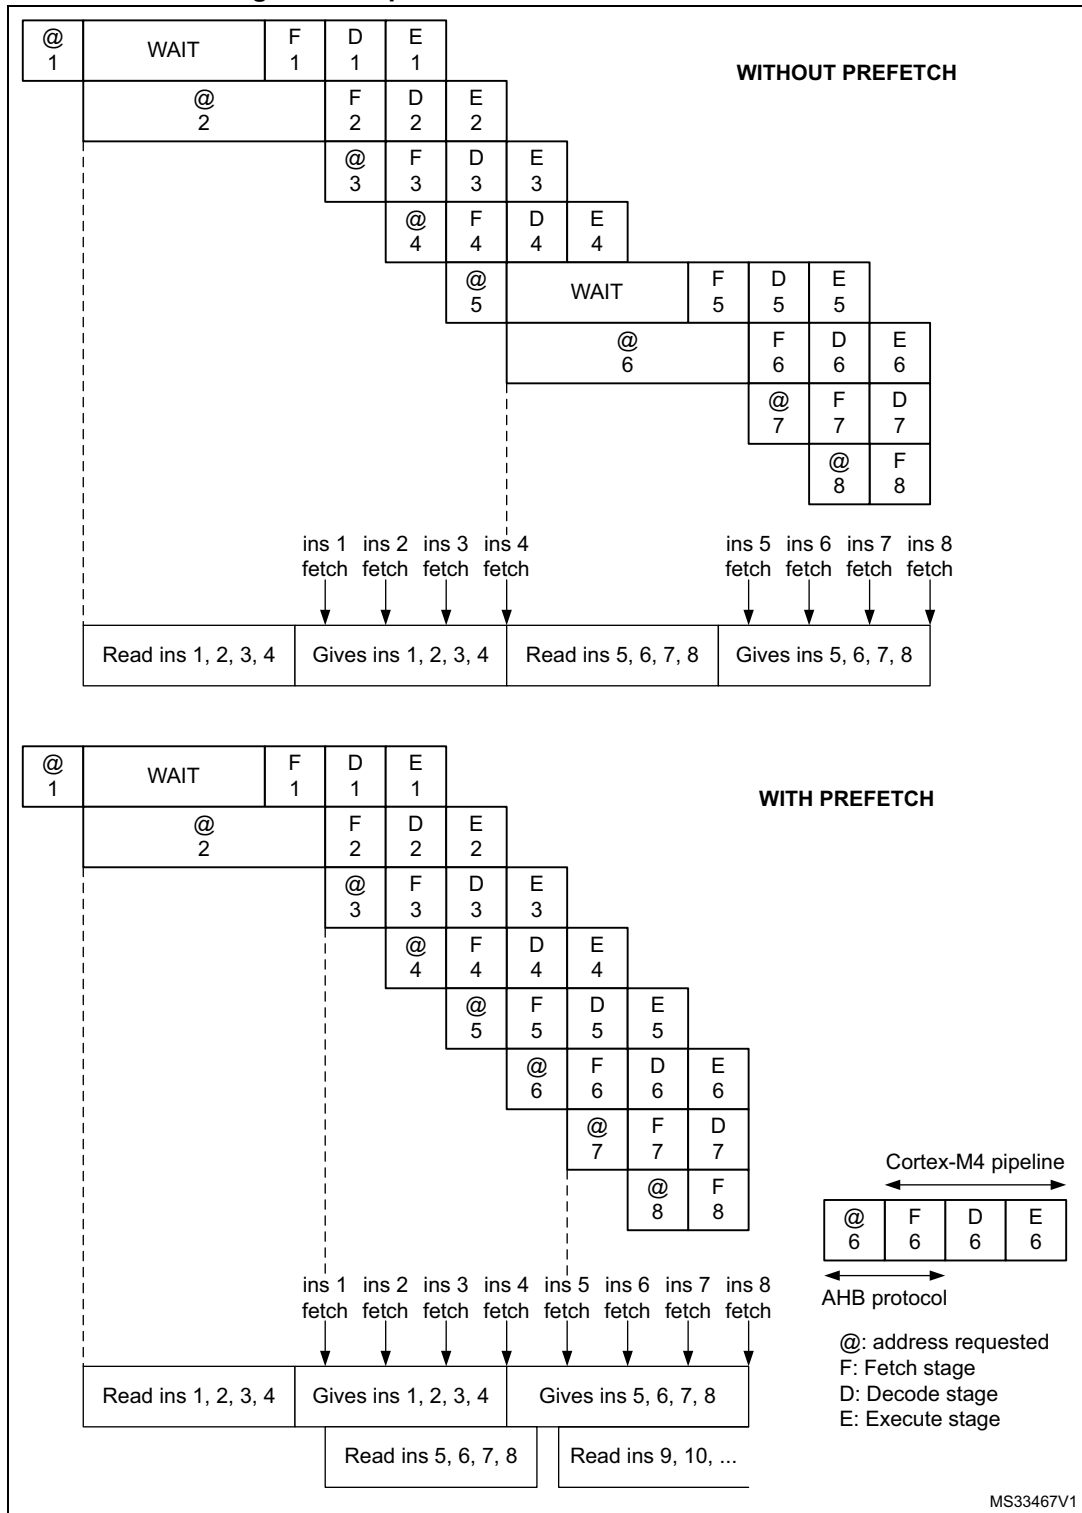 @ WAIT F D E
1 1 1 1
WITHOUT PREFETCH
@ F D E
2 2 2 2
@ F D E
3 3 3 3
@ F D E
4 4 4 4
@ WAIT F D E
5 5 5 5
@ F D E
6 6 6 6
@ F D
7 7 7
@ F
8 8
ins 1 ins 2 ins 3 ins 4 ins 5 ins 6 ins 7 ins 8
fetch fetch fetch fetch fetch fetch fetch fetch
Read ins 1, 2, 3, 4 Gives ins 1, 2, 3, 4 Read ins 5, 6, 7, 8 Gives ins 5, 6, 7, 8
@ WAIT F D E
1 1 1 1
WITH PREFETCH
@ F D E
2 2 2 2
@ F D E
3 3 3 3
@ F D E
4 4 4 4
@ F D E
5 5 5 5
@ F D E
6 6 6 6
@ F D
7 7 7
@ F
8 8
Cortex-M4 pipeline
@ F D E
6 6 6 6
AHB protocol
@: address requested
F: Fetch stage
D: Decode stage
E: Execute stage
ins 1 ins 2 ins 3 ins 4 ins 5 ins 6 ins 7 ins 8
fetch fetch fetch fetch fetch fetch fetch fetch
Read ins 1, 2, 3, 4 Gives ins 1, 2, 3, 4 Gives ins 5, 6, 7, 8
Read ins 5, 6, 7, 8 Read ins 9, 10, ...
MS33467V1